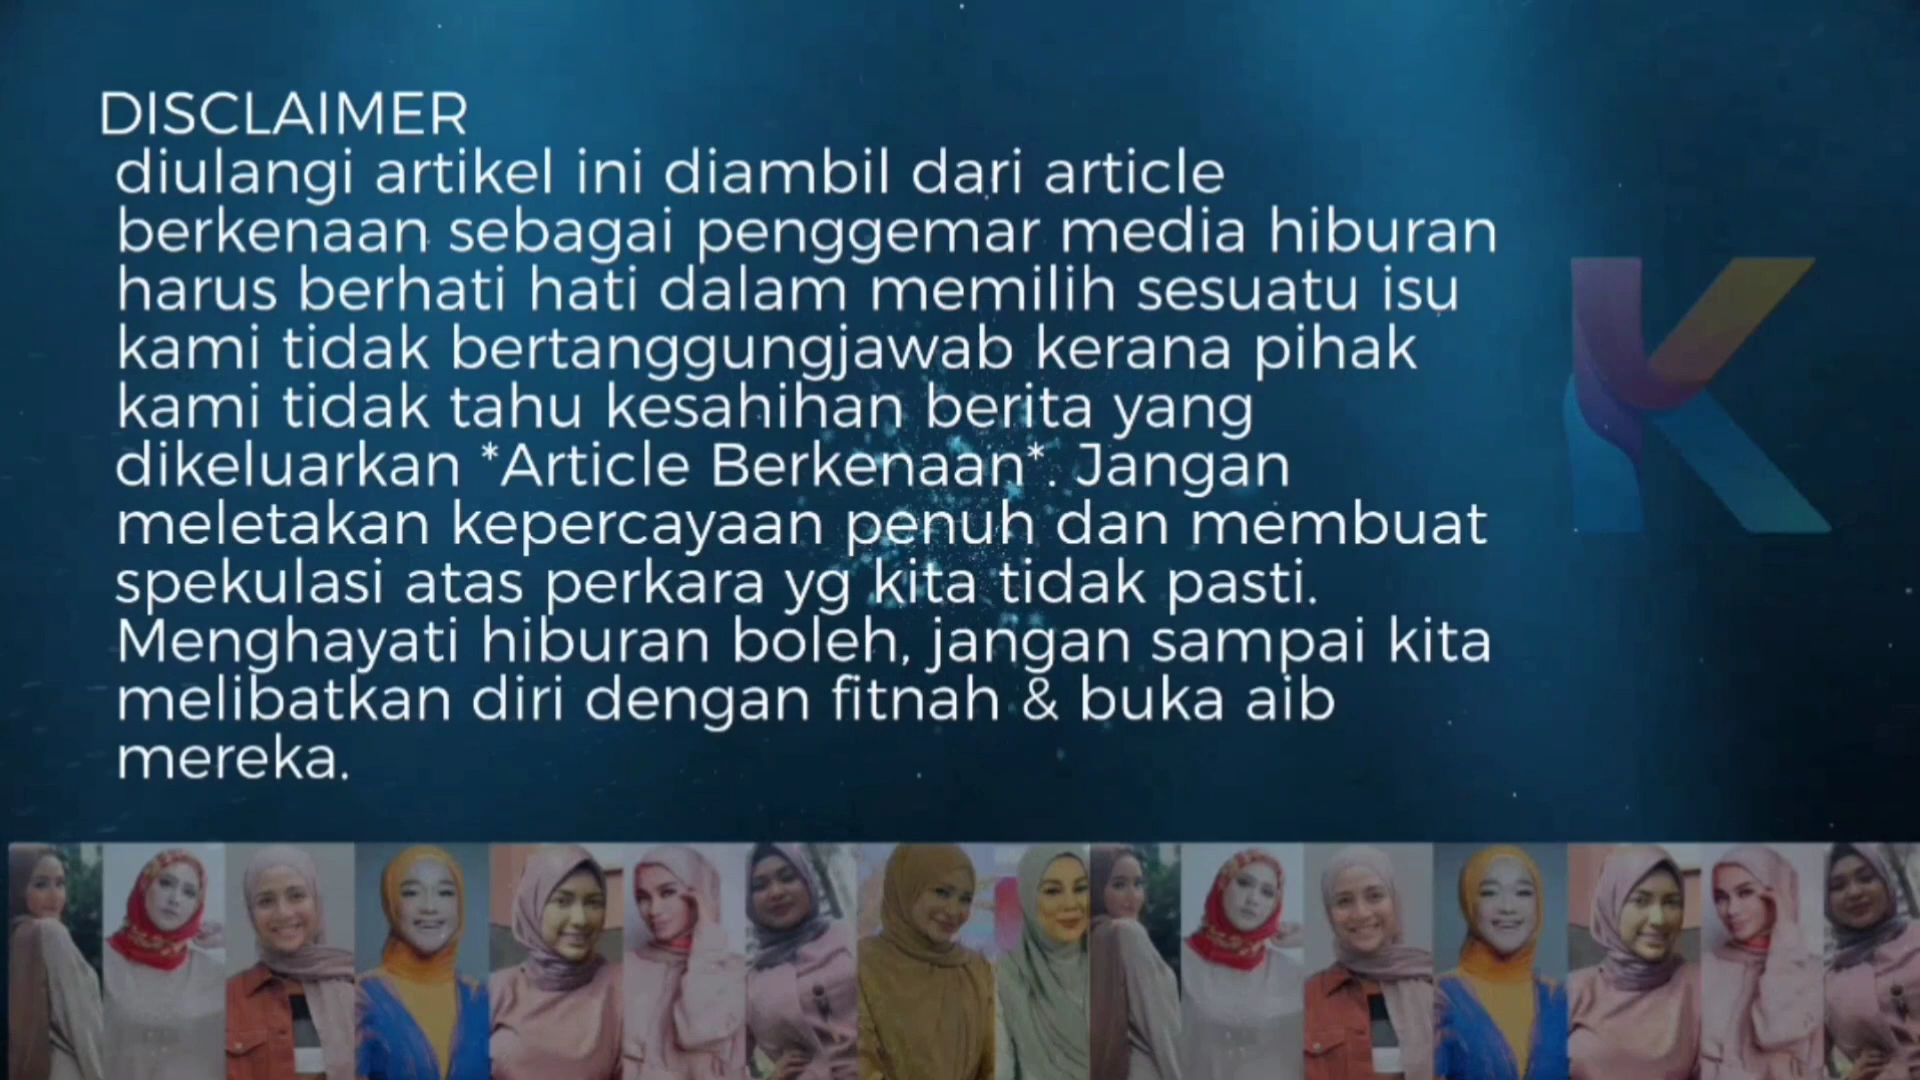 DISCLAIMER
diulangi artikel ini diambil dari article
berkenaan sebagai penggemar media hiburan
harus berhati hati dalam memilih sesuatu isu
kami tidak bertanggungjawab kerana pihak
kami tidak tahu kesahihan berita yang
dikeluarkan *Article Berkenaan*. Jangan
meletakan kepercayaan penuh dan membuat
spekulasi atas perkara yg kita tidak pasti.
Menghayati hiburan boleh, jangan sampai kita
melibatkan diri dengan fitnah & buka aib
mereka.
K